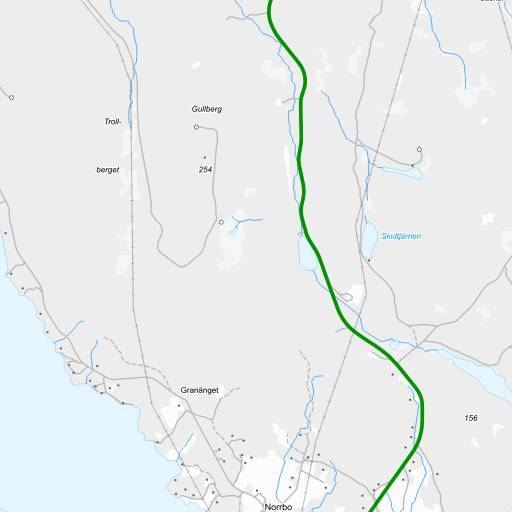 Gullberg
Troll-
berget
254
Skidtjärnen
Granänget
156
Norrbo